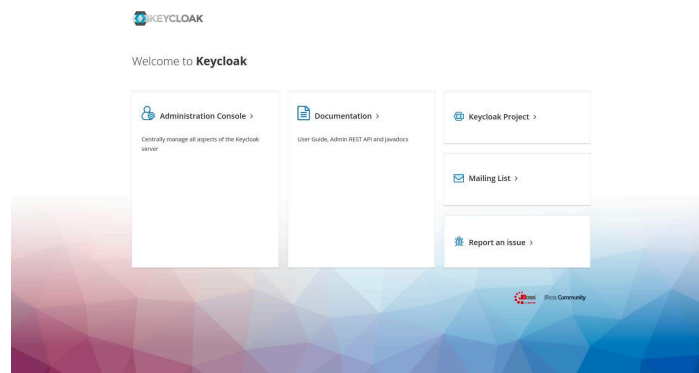 KEYCLOAK
Welcome to Keycloak
Administration Console >
Centrally manage all aspects of the Keycloak
server
Documentation >
User Guide, Admin REST API and Javadocs
Keycloak Project >
Mailing List >
Report an issue >
JBoss JBoss Community